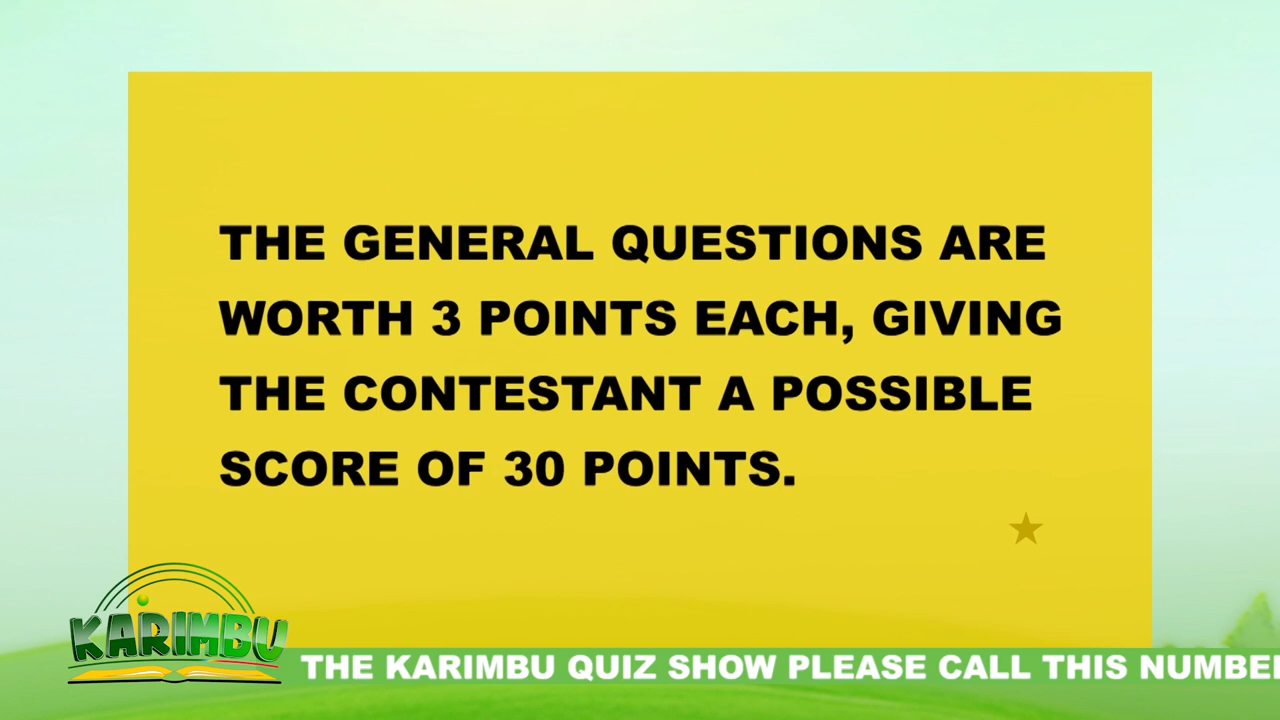 THE GENERAL QUESTIONS ARE
WORTH 3 POINTS EACH, GIVING
THE CONTESTANT A POSSIBLE
SCORE OF 30 POINTS.
KARIMBU
THE KARIMBU QUIZ SHOW PLEASE CALL THIS NUMBER